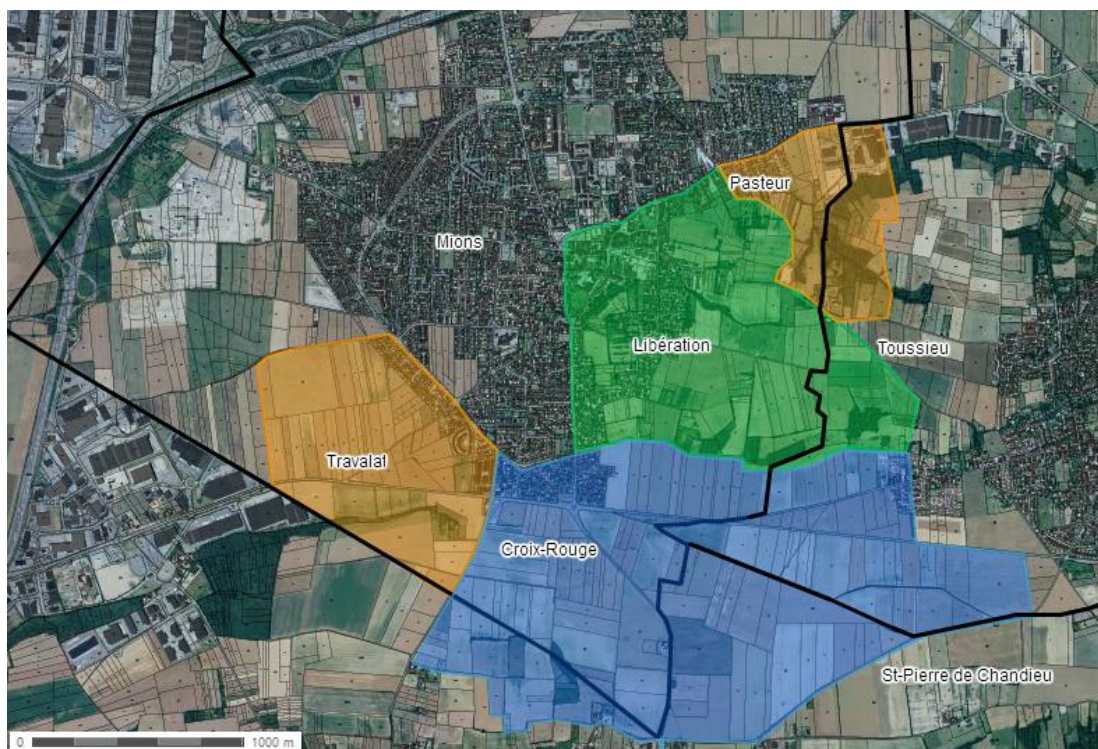 Pasteur
Mions
Libération
Toussieu
Travalat
Croix-Rouge
St-Pierre de Chandieu
0 1000 m